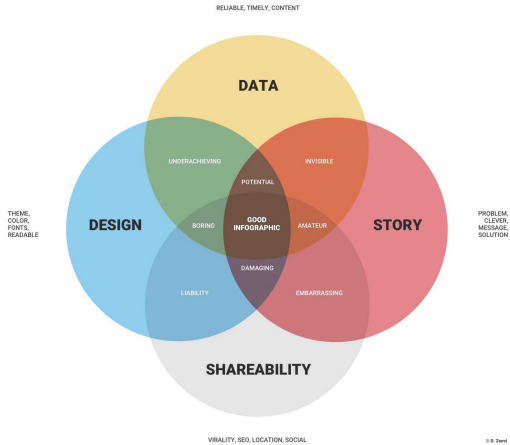 RELIABLE, TIMELY, CONTENT
DATA
UNDERACHIEVING
INVISIBLE
POTENTIAL
THEME,
COLOR,
FONTS,
READABLE
DESIGN
BORING
GOOD
INFOGRAPHIC
AMATEUR
STORY
PROBLEM,
CLEVER,
MESSAGE,
SOLUTION
DAMAGING
LIABILITY
EMBARRASSING
SHAREABILITY
VIRALITY, SEO, LOCATION, SOCIAL